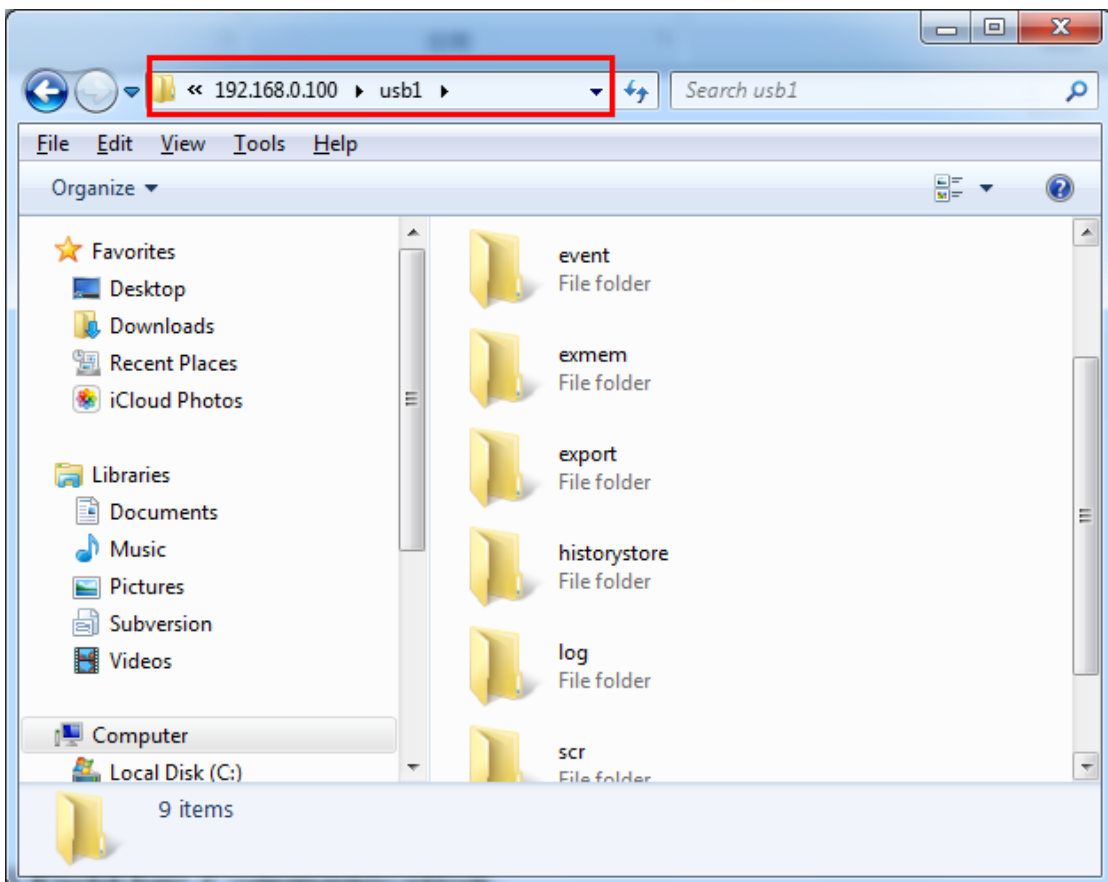 « 192.168.0.100 ▸ usb1 ▸
Search usb1
File Edit View Tools Help
Organize
Favorites
Desktop
Downloads
Recent Places
iCloud Photos
Libraries
Documents
Music
Pictures
Subversion
Videos
Computer
Local Disk (C:)
event
File folder
exmem
File folder
export
File folder
historystore
File folder
log
File folder
scr
File folder
9 items